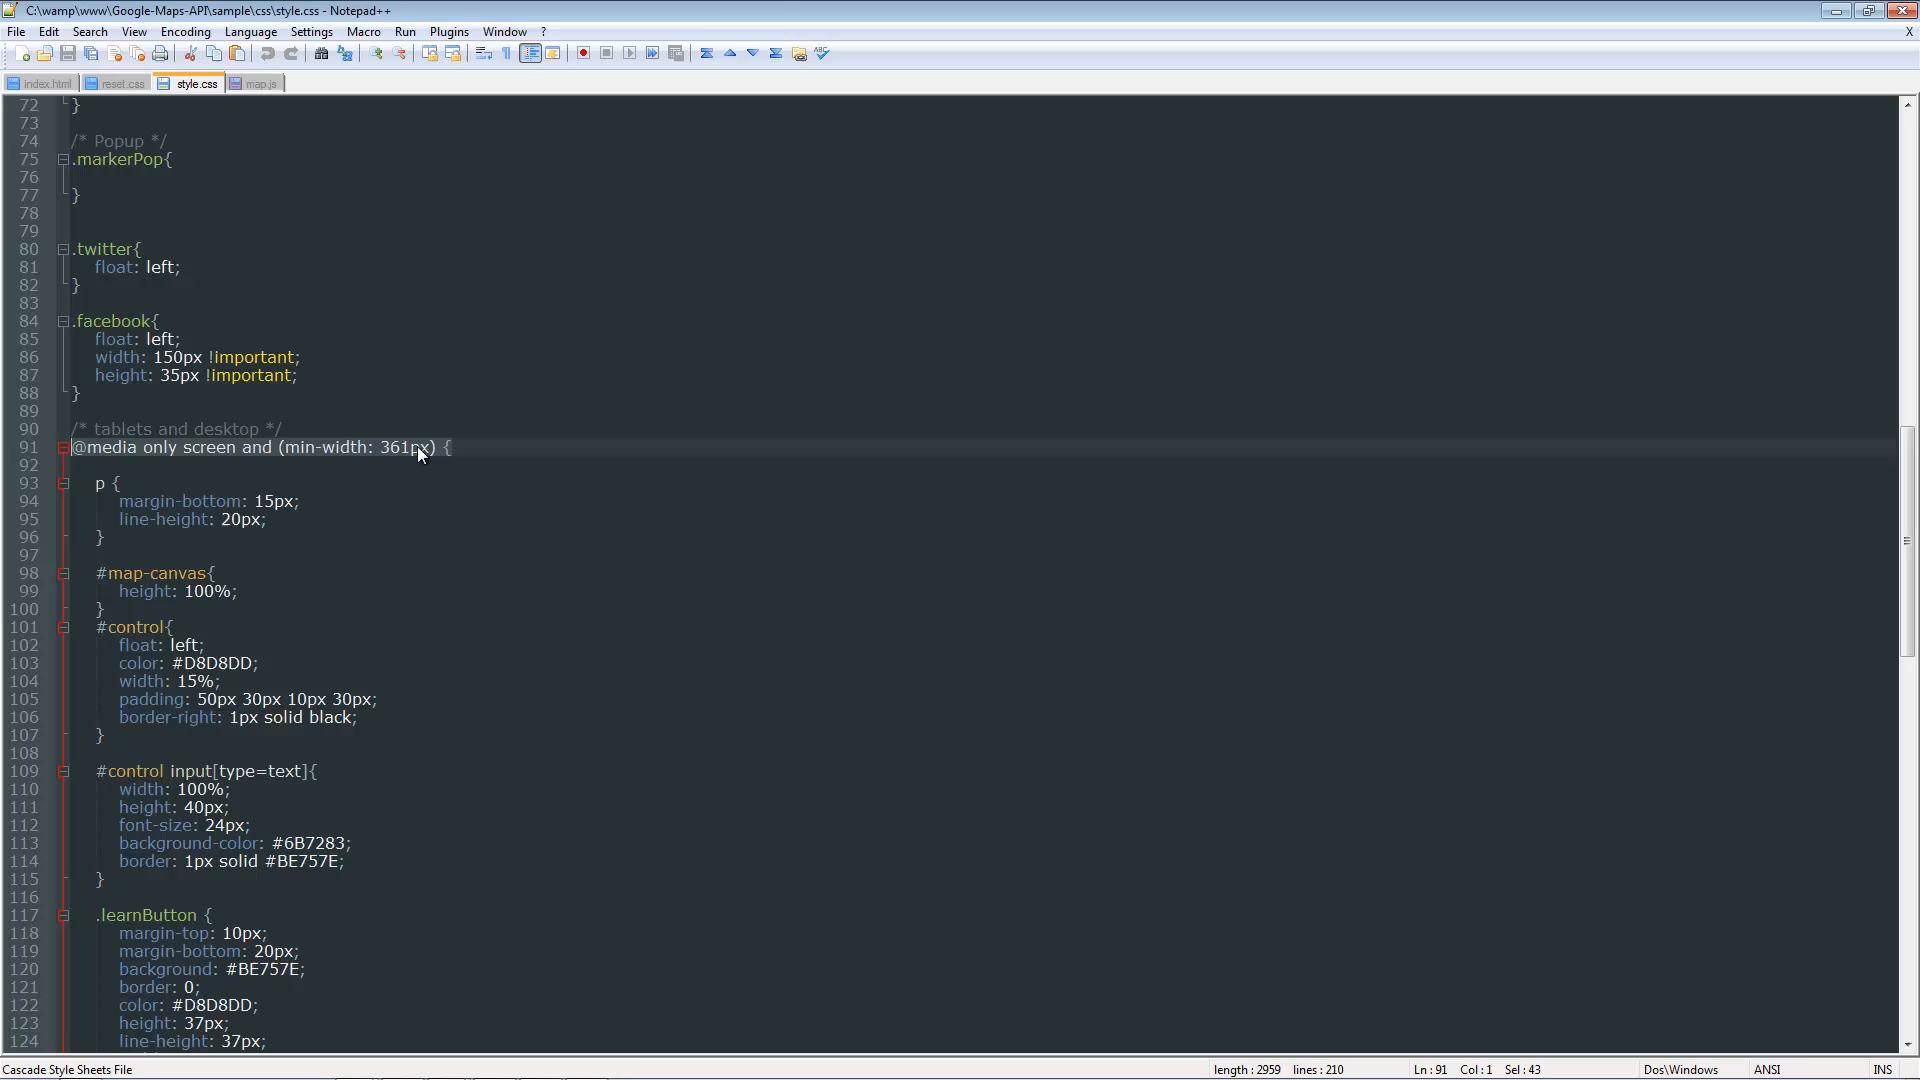 C:\wamp\www\Google-Maps-API\sample\css\style.css - Notepad++
File Edit Search View Encoding Language Settings Macro Run Plugins Window ? X
index.html reset.css style.css map.js
72 }
73
74 /* Popup */
75 .markerPop{
76
77 }
78
79
80 .twitter{
81 float: left;
82 }
83
84 .facebook{
85 float: left;
86 width: 150px !important;
87 height: 35px !important;
88 }
89
90 /* tablets and desktop */
91 @media only screen and (min-width: 361px) {
92
93 p {
94 margin-bottom: 15px;
95 line-height: 20px;
96 }
97
98 #map-canvas{
99 height: 100%;
100 }
101 #control{
102 float: left;
103 color: #D8D8DD;
104 width: 15%;
105 padding: 50px 30px 10px 30px;
106 border-right: 1px solid black;
107 }
108
109 #control input[type=text]{
110 width: 100%;
111 height: 40px;
112 font-size: 24px;
113 background-color: #6B7283;
114 border: 1px solid #BE757E;
115 }
116
117 .learnButton {
118 margin-top: 10px;
119 margin-bottom: 20px;
120 background: #BE757E;
121 border: 0;
122 color: #D8D8DD;
123 height: 37px;
124 line-height: 37px;
Cascade Style Sheets File length : 2959 lines : 210 Ln : 91 Col : 1 Sel : 43 Dos\Windows ANSI INS